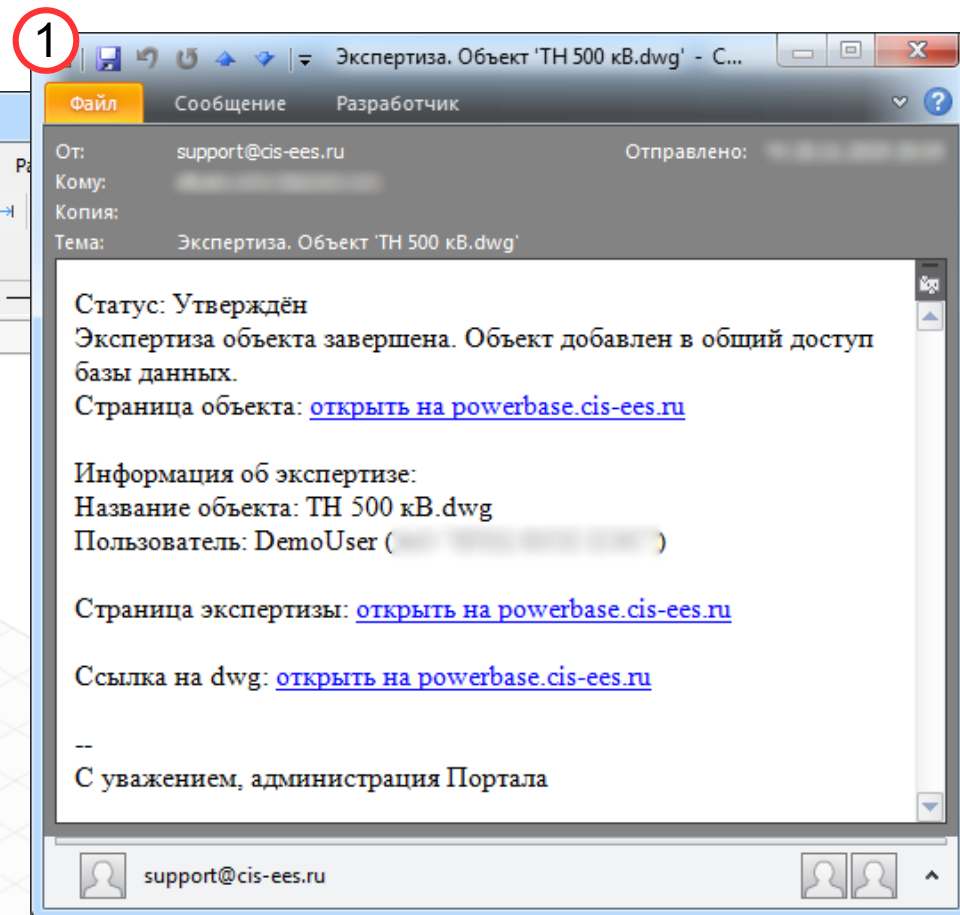 1
Экспертиза. Объект 'ТН 500 кВ.dwg' - С...
Файл Сообщение Разработчик
От: support@cis-ees.ru Отправлено:
Кому:
Копия:
Тема: Экспертиза. Объект 'ТН 500 кВ.dwg'
Статус: Утверждён
Экспертиза объекта завершена. Объект добавлен в общий доступ
базы данных.
Страница объекта: открыть на powerbase.cis-ees.ru
Информация об экспертизе:
Название объекта: ТН 500 кВ.dwg
Пользователь: DemoUser ( )
Страница экспертизы: открыть на powerbase.cis-ees.ru
Ссылка на dwg: открыть на powerbase.cis-ees.ru
--
С уважением, администрация Портала
support@cis-ees.ru